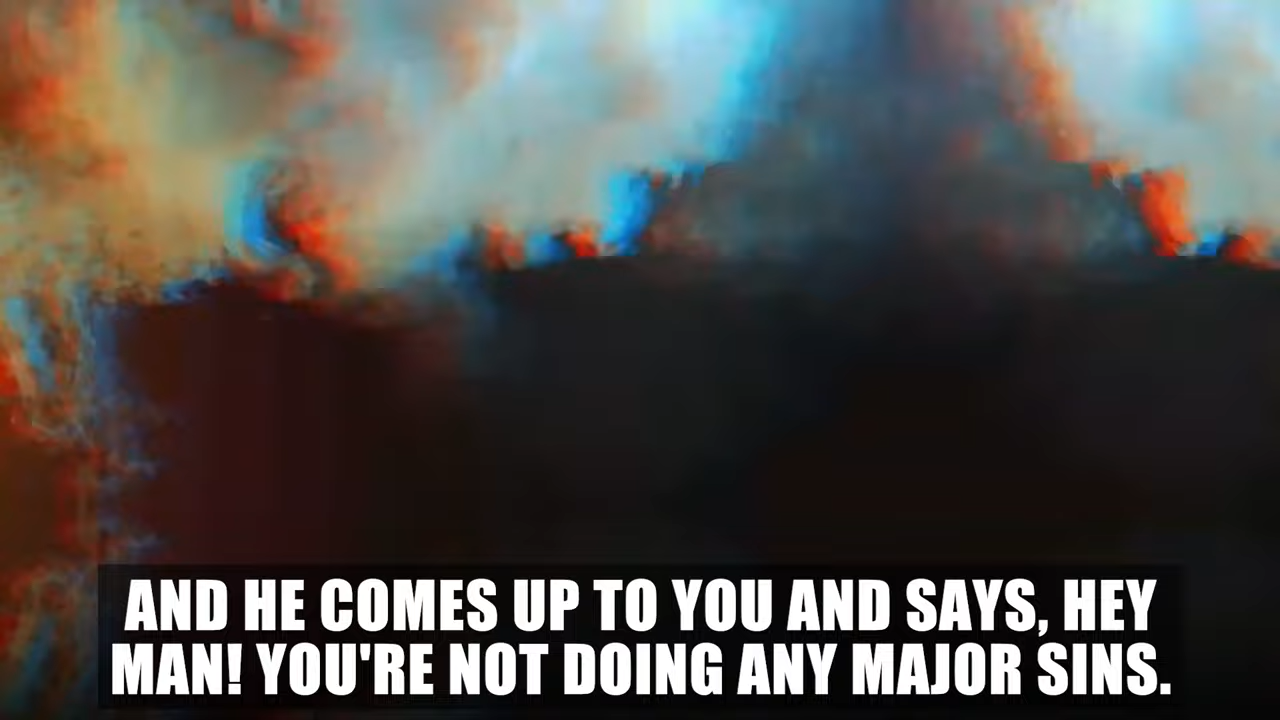 AND HE COMES UP TO YOU AND SAYS, HEY
MAN! YOU'RE NOT DOING ANY MAJOR SINS.